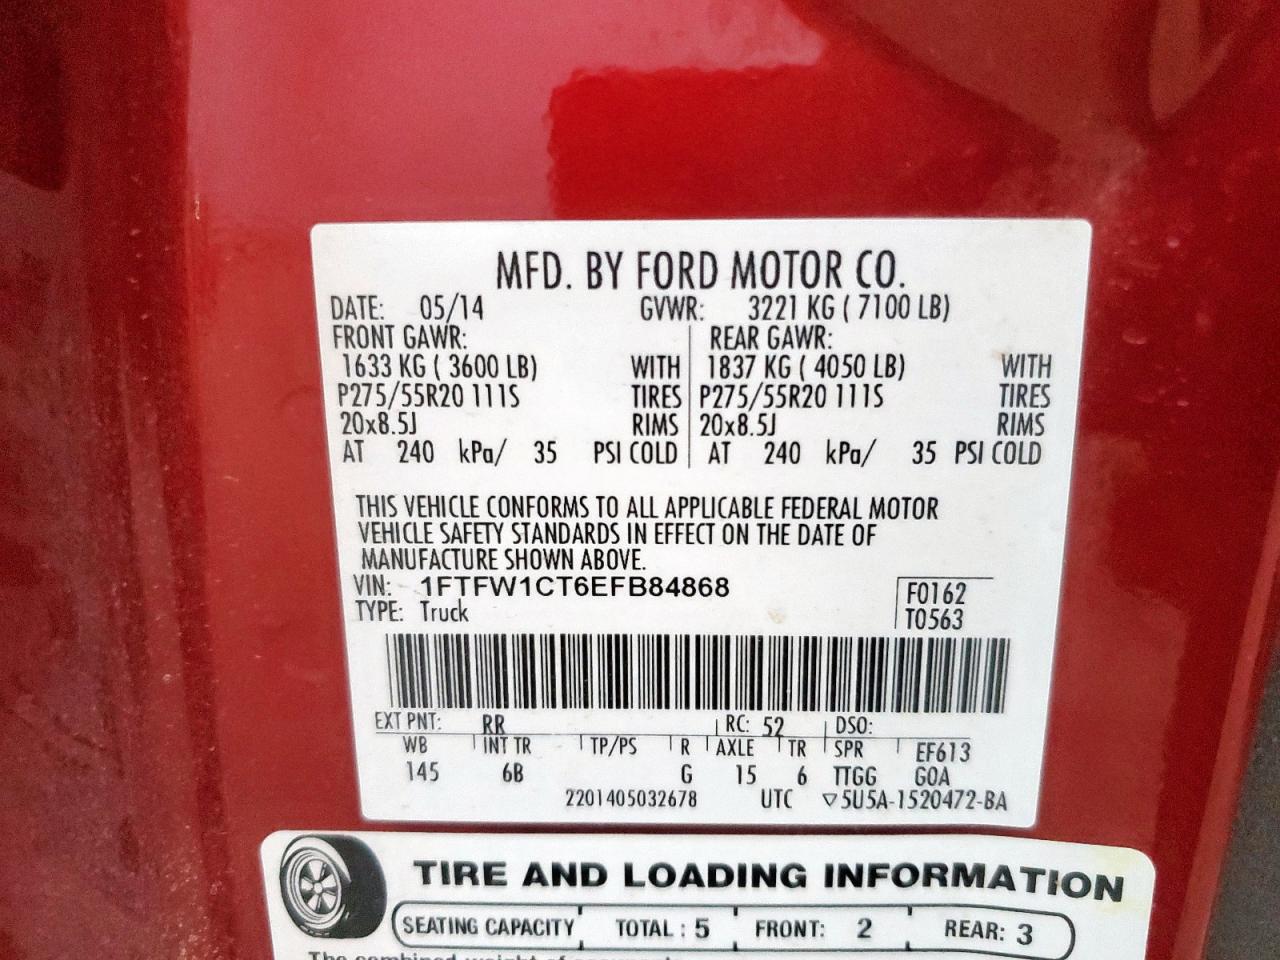 MFD. BY FORD MOTOR CO.
DATE: 05/14 GVWR: 3221 KG ( 7100 LB)
FRONT GAWR: REAR GAWR:
1633 KG ( 3600 LB) WITH 1837 KG ( 4050 LB) WITH
P275/55R20 111S TIRES P275/55R20 111S TIRES
20x8.5J RIMS 20x8.5J RIMS
AT 240 kPa/ 35 PSI COLD AT 240 kPa/ 35 PSI COLD
THIS VEHICLE CONFORMS TO ALL APPLICABLE FEDERAL MOTOR
VEHICLE SAFETY STANDARDS IN EFFECT ON THE DATE OF
MANUFACTURE SHOWN ABOVE.
VIN: 1FTFW1CT6EFB84868 F0162
TYPE: Truck T0563
EXT PNT: RR RC: 52 DSO:
WB INT TR TP/PS R AXLE TR SPR EF613
145 6B G 15 6 TTGG GOA
2201405032678 UTC ▽5U5A-1520472-BA
TIRE AND LOADING INFORMATION
SEATING CAPACITY TOTAL : 5 FRONT: 2 REAR: 3
The combined weight of